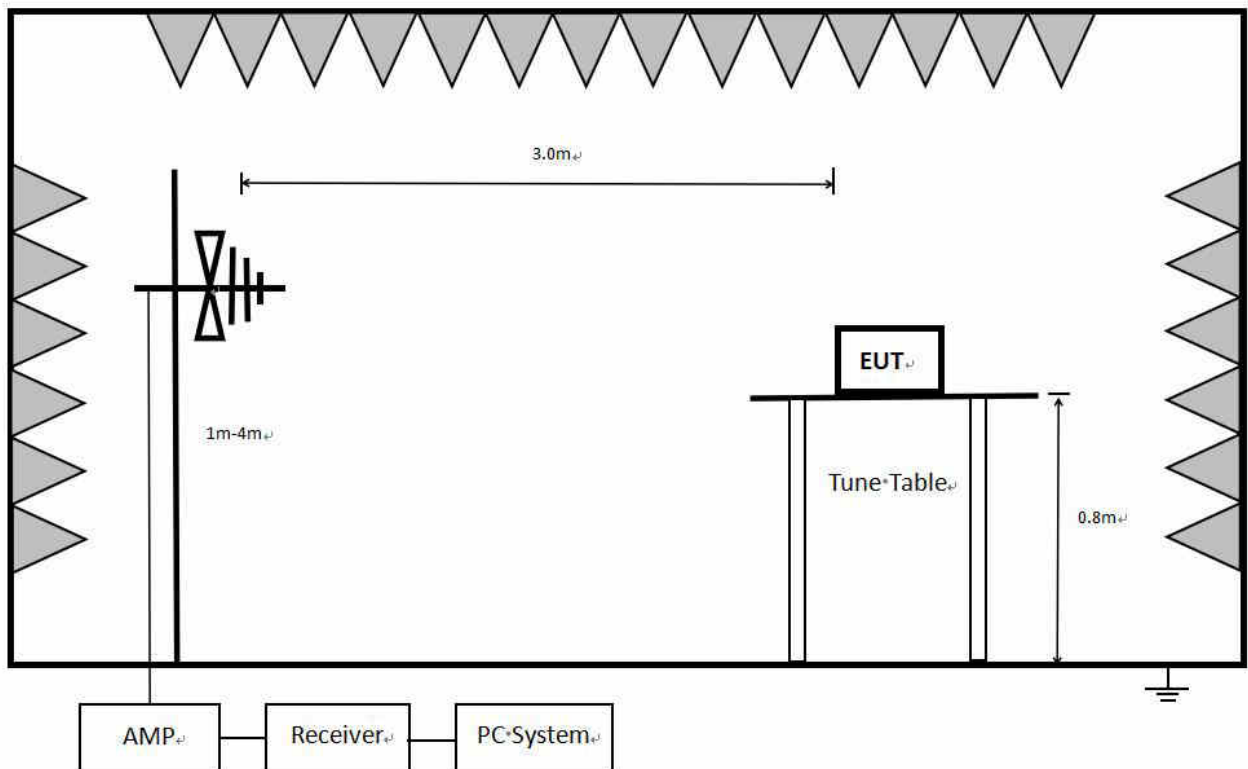 3.0m↵
EUT↵
1m-4m↵
Tune·Table↵
0.8m↵
AMP↵
Receiver↵
PC·System↵